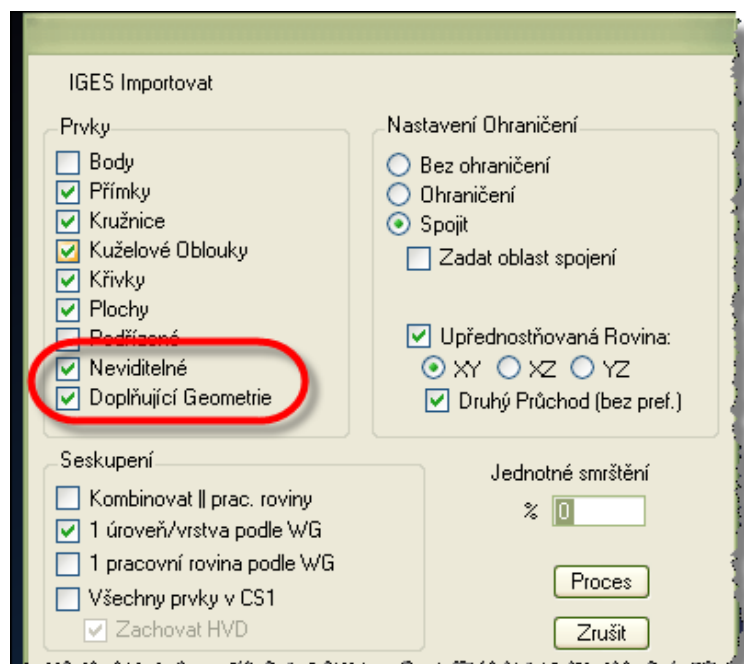 IGES Importovat
Prvky
Body
Přímky
Kružnice
Kuželové Oblouky
Křivky
Plochy
Podřízené
Neviditelné
Doplňující Geometrie
Nastavení Ohraničení
Bez ohraničení
Ohraničení
Spojit
Zadat oblast spojení
Upřednostňovaná Rovina:
XY XZ YZ
Druhý Průchod (bez pref.)
Seskupení
Kombinovat || prac. roviny
1 úroveň/vrstva podle WG
1 pracovní rovina podle WG
Všechny prvky v CS1
Zachovat HVD
Jednotné smrštění
% 0
Proces
Zrušit